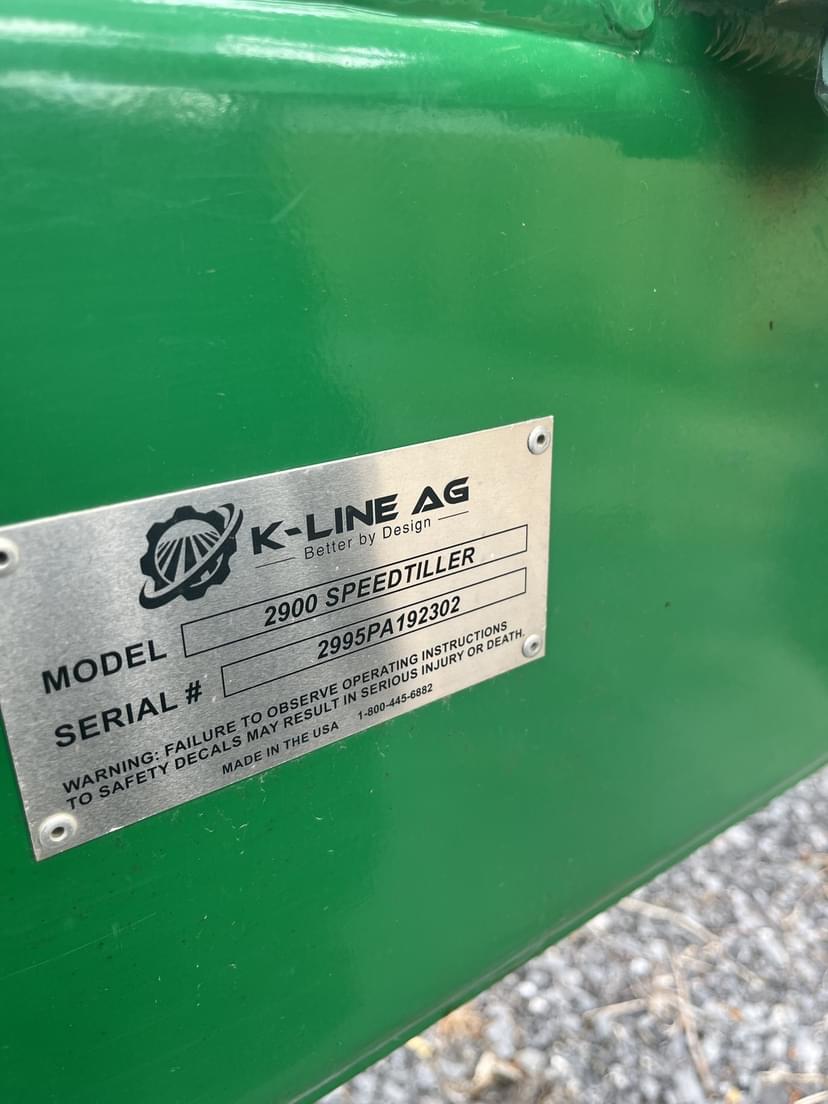 K-LINE AG
Better by Design
MODEL 2900 SPEEDTILLER
SERIAL # 2995PA192302
WARNING: FAILURE TO OBSERVE OPERATING INSTRUCTIONS
TO SAFETY DECALS MAY RESULT IN SERIOUS INJURY OR DEATH.
MADE IN THE USA 1-800-445-6882